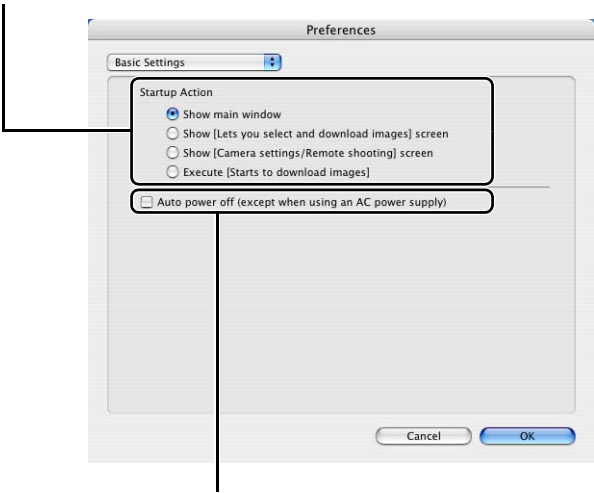 Preferences
Basic Settings
Startup Action
Show main window
Show [Lets you select and download images] screen
Show [Camera settings/Remote shooting] screen
Execute [Starts to download images]
Auto power off (except when using an AC power supply)
Cancel
OK